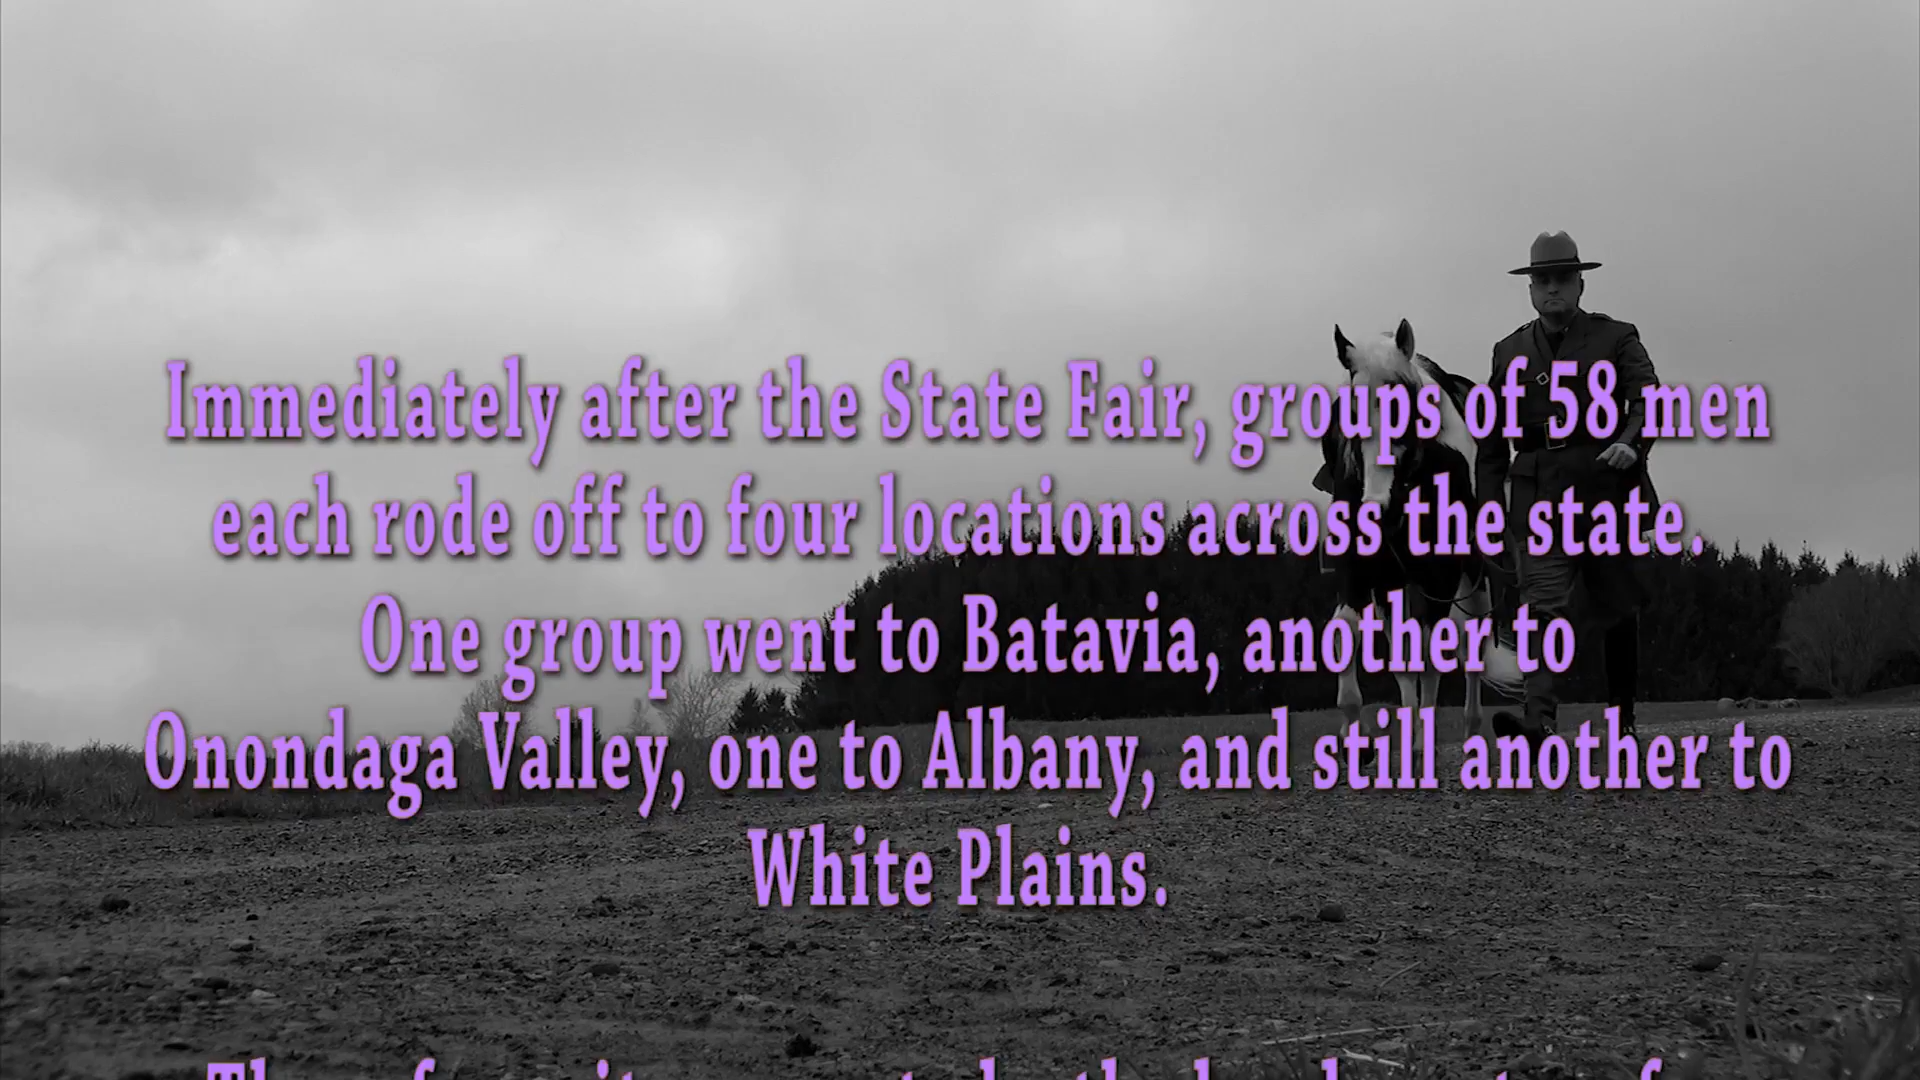 Immediately after the State Fair, groups of 58 men
each rode off to four locations across the state.
One group went to Batavia, another to
Onondaga Valley, one to Albany, and still another to
White Plains.